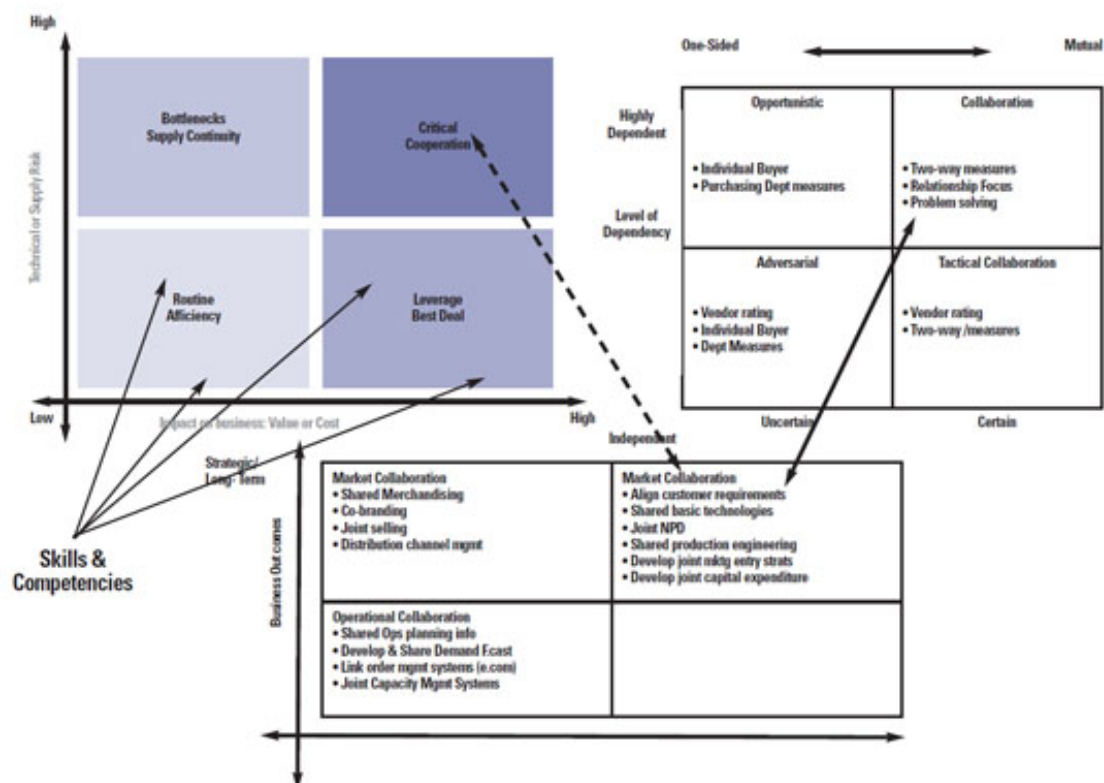 High
Technical or Supply Risk
Bottlenecks
Supply Continuity
Critical
Cooperation
Routine
Afficiency
Leverage
Best Deal
Low
Impact on business: Value or Cost
High
Skills &
Competencies
One-Sided
Mutual
Highly
Dependent
Level of
Dependency
Independent
Opportunistic
• Individual Buyer
• Purchasing Dept measures
Collaboration
• Two-way measures
• Relationship Focus
• Problem solving
Adversarial
• Vendor rating
• Individual Buyer
• Dept Measures
Tactical Collaboration
• Vendor rating
• Two-way /measures
Uncertain
Certain
Strategic/
Long- Term
Business Out comes
Market Collaboration
• Shared Merchandising
• Co-branding
• Joint selling
• Distribution channel mgmt
Market Collaboration
• Align customer requirements
• Shared basic technologies
• Joint NPD
• Shared production engineering
• Develop joint mktg entry strats
• Develop joint capital expenditure
Operational Collaboration
• Shared Ops planning info
• Develop & Share Demand F.cast
• Link order mgmt systems (e.com)
• Joint Capacity Mgmt Systems